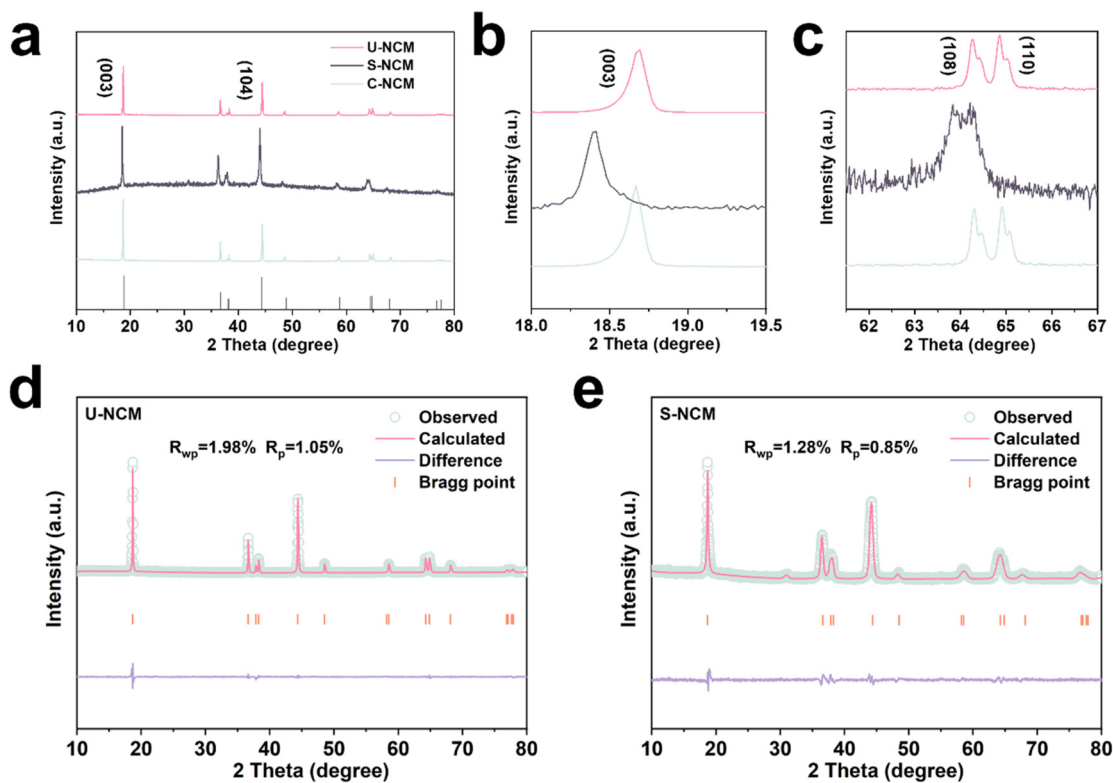 a
U-NCM
S-NCM
C-NCM
(003)
(104)
Intensity (a.u.)
10 20 30 40 50 60 70 80
2 Theta (degree)
b
(003)
Intensity (a.u.)
18.0 18.5 19.0 19.5
2 Theta (degree)
c
(108)
(110)
Intensity (a.u.)
62 63 64 65 66 67
2 Theta (degree)
d
U-NCM
Observed
Calculated
Difference
Bragg point
Rwp=1.98% Rp=1.05%
Intensity (a.u.)
10 20 30 40 50 60 70 80
2 Theta (degree)
e
S-NCM
Observed
Calculated
Difference
Bragg point
Rwp=1.28% Rp=0.85%
Intensity (a.u.)
10 20 30 40 50 60 70 80
2 Theta (degree)